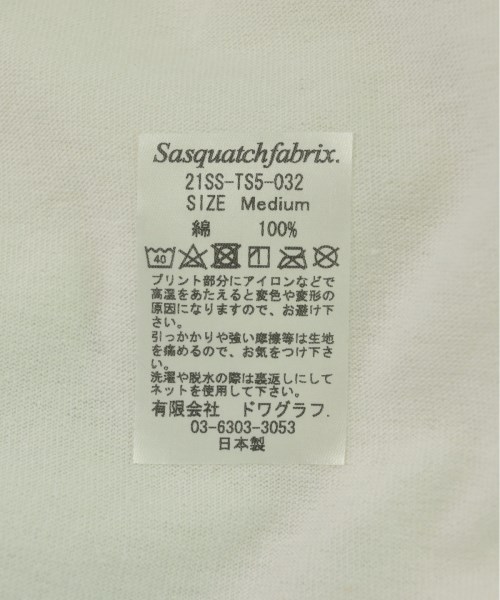 Sasquatchfabrix.
21SS-TS5-032
SIZE Medium
綿 100%
40
プリント部分にアイロンなどで
高温をあたえると変色や変形の
原因になりますので、お避け下
さい。
引っかかりや強い摩擦等は生地
を痛めるので、お気をつけ下さ
い。
洗濯や脱水の際は裏返しにして
ネットを使用して下さい。
有限会社 ドワグラフ.
03-6303-3053
日本製